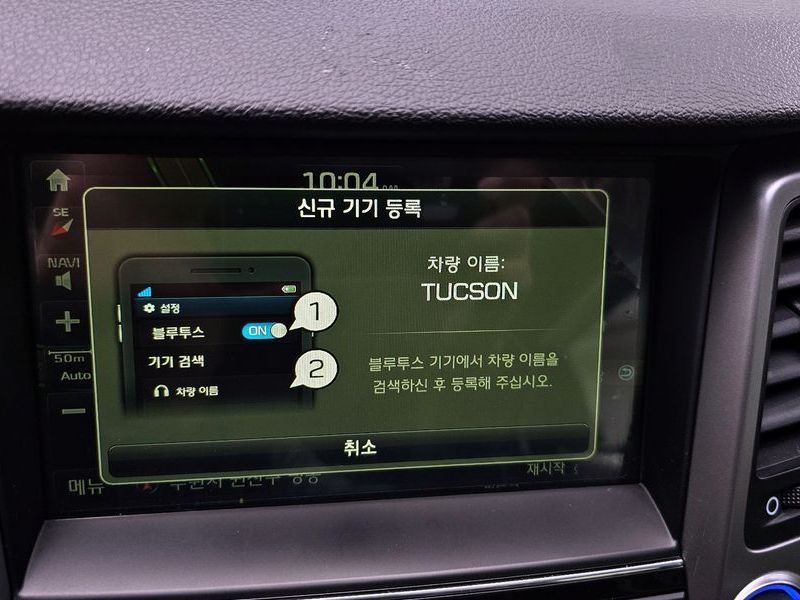 10:04
신규 기기 등록
SE
NAVI
50m
Auto
설정
블루투스
ON
1
기기 검색
2
차량 이름
차량 이름:
TUCSON
블루투스 기기에서 차량 이름을
검색하신 후 등록해 주십시오.
취소
메뉴
재시작